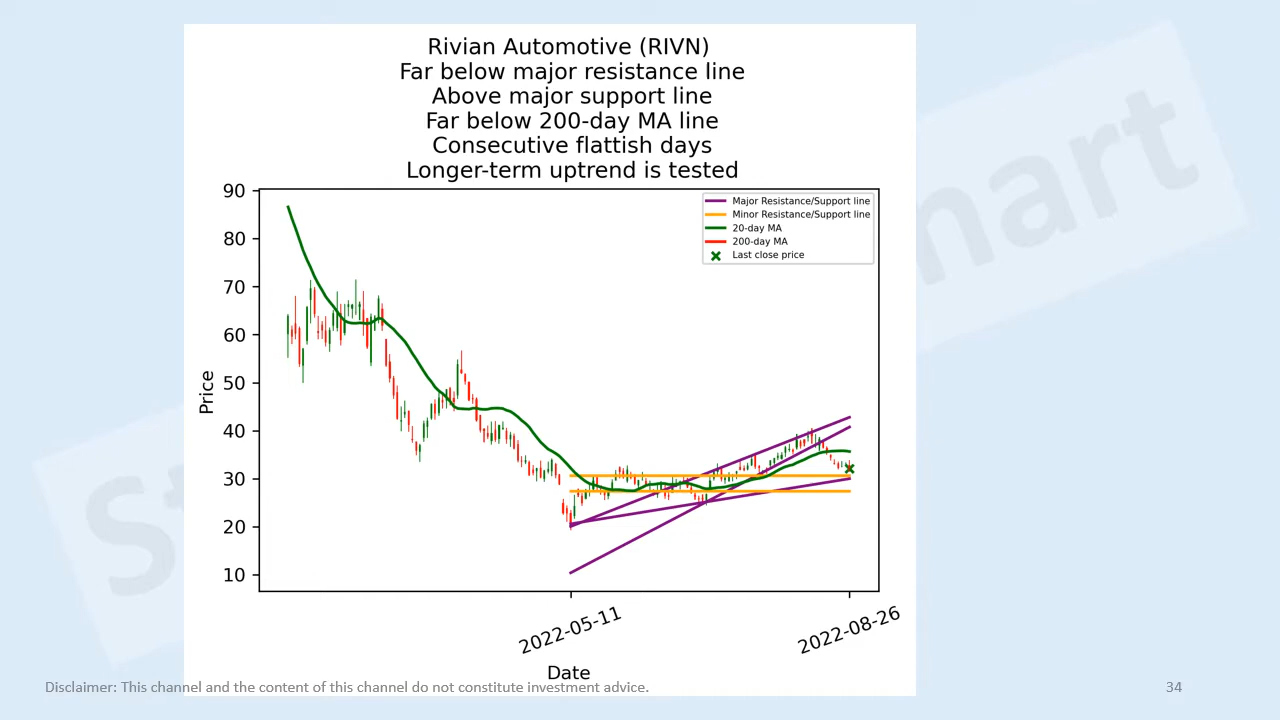 Rivian Automotive (RIVN)
Far below major resistance line
Above major support line
Far below 200-day MA line
Consecutive flattish days
Longer-term uptrend is tested
90
80
70
60
50
40
30
20
10
Price
Major Resistance/Support line
Minor Resistance/Support line
20-day MA
200-day MA
Last close price
2022-05-11
2022-08-26
Date
Disclaimer: This channel and the content of this channel do not constitute investment advice.
34